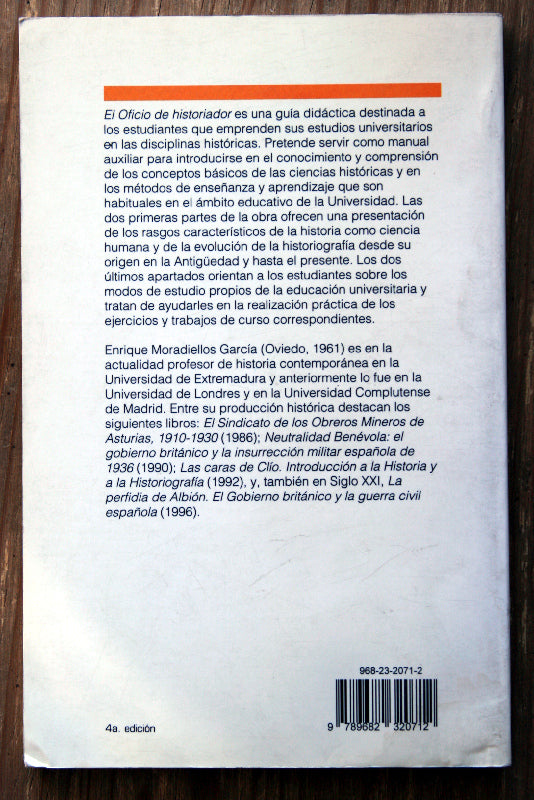 El Oficio de historiador es una guía didáctica destinada a
los estudiantes que emprenden sus estudios universitarios
en las disciplinas históricas. Pretende servir como manual
auxiliar para introducirse en el conocimiento y comprensión
de los conceptos básicos de las ciencias históricas y en
los métodos de enseñanza y aprendizaje que son
habituales en el ámbito educativo de la Universidad. Las
dos primeras partes de la obra ofrecen una presentación
de los rasgos característicos de la historia como ciencia
humana y de la evolución de la historiografía desde su
origen en la Antigüedad y hasta el presente. Los dos
últimos apartados orientan a los estudiantes sobre los
modos de estudio propios de la educación universitaria y
tratan de ayudarles en la realización práctica de los
ejercicios y trabajos de curso correspondientes.
Enrique Moradiellos García (Oviedo, 1961) es en la
actualidad profesor de historia contemporánea en la
Universidad de Extremadura y anteriormente lo fue en la
Universidad de Londres y en la Universidad Complutense
de Madrid. Entre su producción histórica destacan los
siguientes libros: El Sindicato de los Obreros Mineros de
Asturias, 1910-1930 (1986); Neutralidad Benévola: el
gobierno británico y la insurrección militar española de
1936 (1990); Las caras de Clío. Introducción a la Historia y
a la Historiografía (1992), y, también en Siglo XXI, La
perfidia de Albión. El Gobierno británico y la guerra civil
española (1996).
968-23-2071-2
9 789682 320712
4a. edición